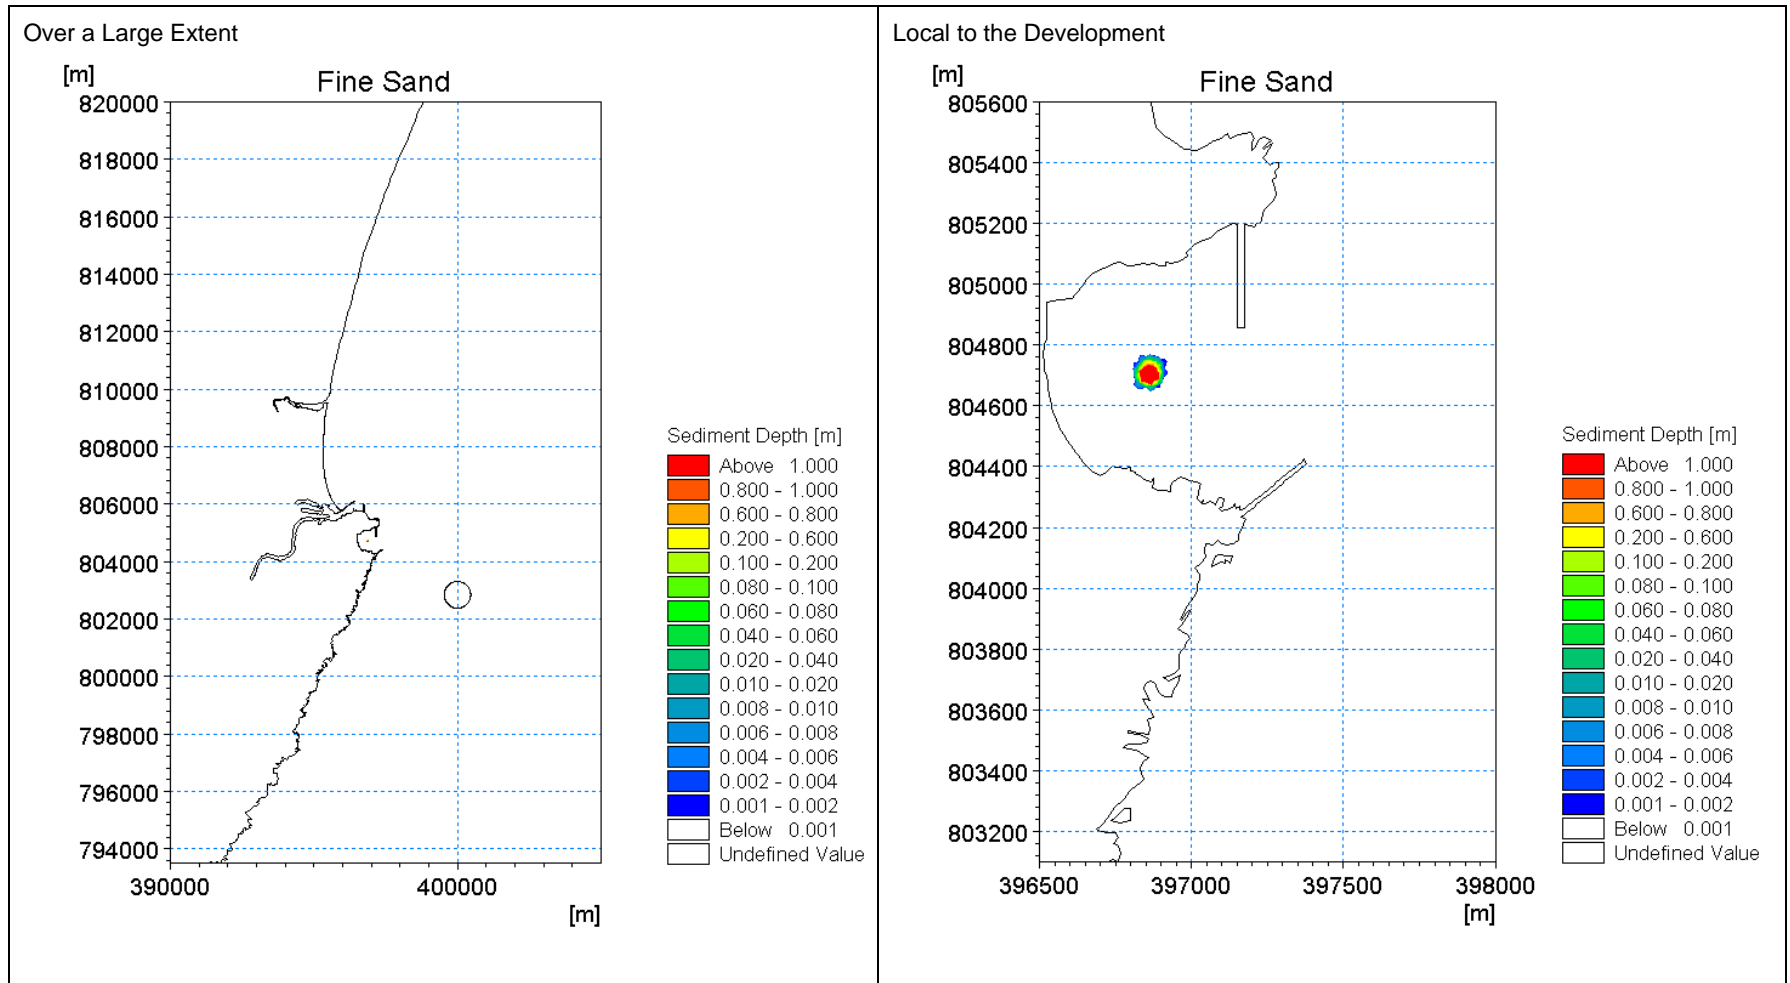 Over a Large Extent
[m]
Fine Sand
820000
818000
816000
814000
812000
810000
808000
806000
804000
802000
800000
798000
796000
794000
390000 400000
[m]
Sediment Depth [m]
Above 1.000
0.800 - 1.000
0.600 - 0.800
0.200 - 0.600
0.100 - 0.200
0.080 - 0.100
0.060 - 0.080
0.040 - 0.060
0.020 - 0.040
0.010 - 0.020
0.008 - 0.010
0.006 - 0.008
0.004 - 0.006
0.002 - 0.004
0.001 - 0.002
Below 0.001
Undefined Value
Local to the Development
[m]
Fine Sand
805600
805400
805200
805000
804800
804600
804400
804200
804000
803800
803600
803400
803200
396500 397000 397500 398000
[m]
Sediment Depth [m]
Above 1.000
0.800 - 1.000
0.600 - 0.800
0.200 - 0.600
0.100 - 0.200
0.080 - 0.100
0.060 - 0.080
0.040 - 0.060
0.020 - 0.040
0.010 - 0.020
0.008 - 0.010
0.006 - 0.008
0.004 - 0.006
0.002 - 0.004
0.001 - 0.002
Below 0.001
Undefined Value